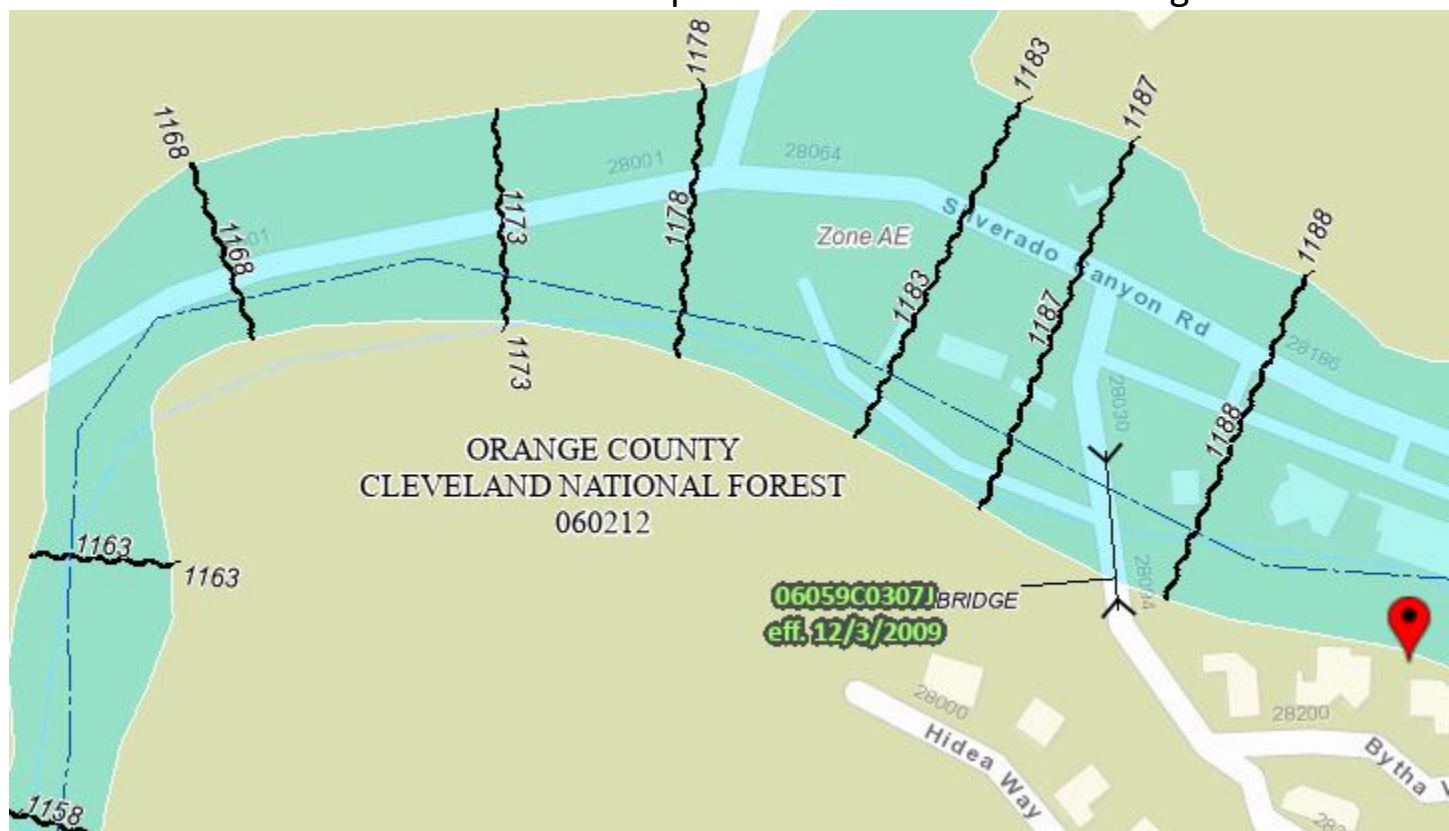 1178
1183
1187
1168
28001
28064
1173
1178
Silverado Canyon Rd
1168
Zone AE
1188
1183
1187
28186
1173
28030
1188
ORANGE COUNTY
CLEVELAND NATIONAL FOREST
060212
1163
1163
06059C0307J
BRIDGE
eff. 12/3/2009
28000
28200
Hidea Way
Bytha
1158